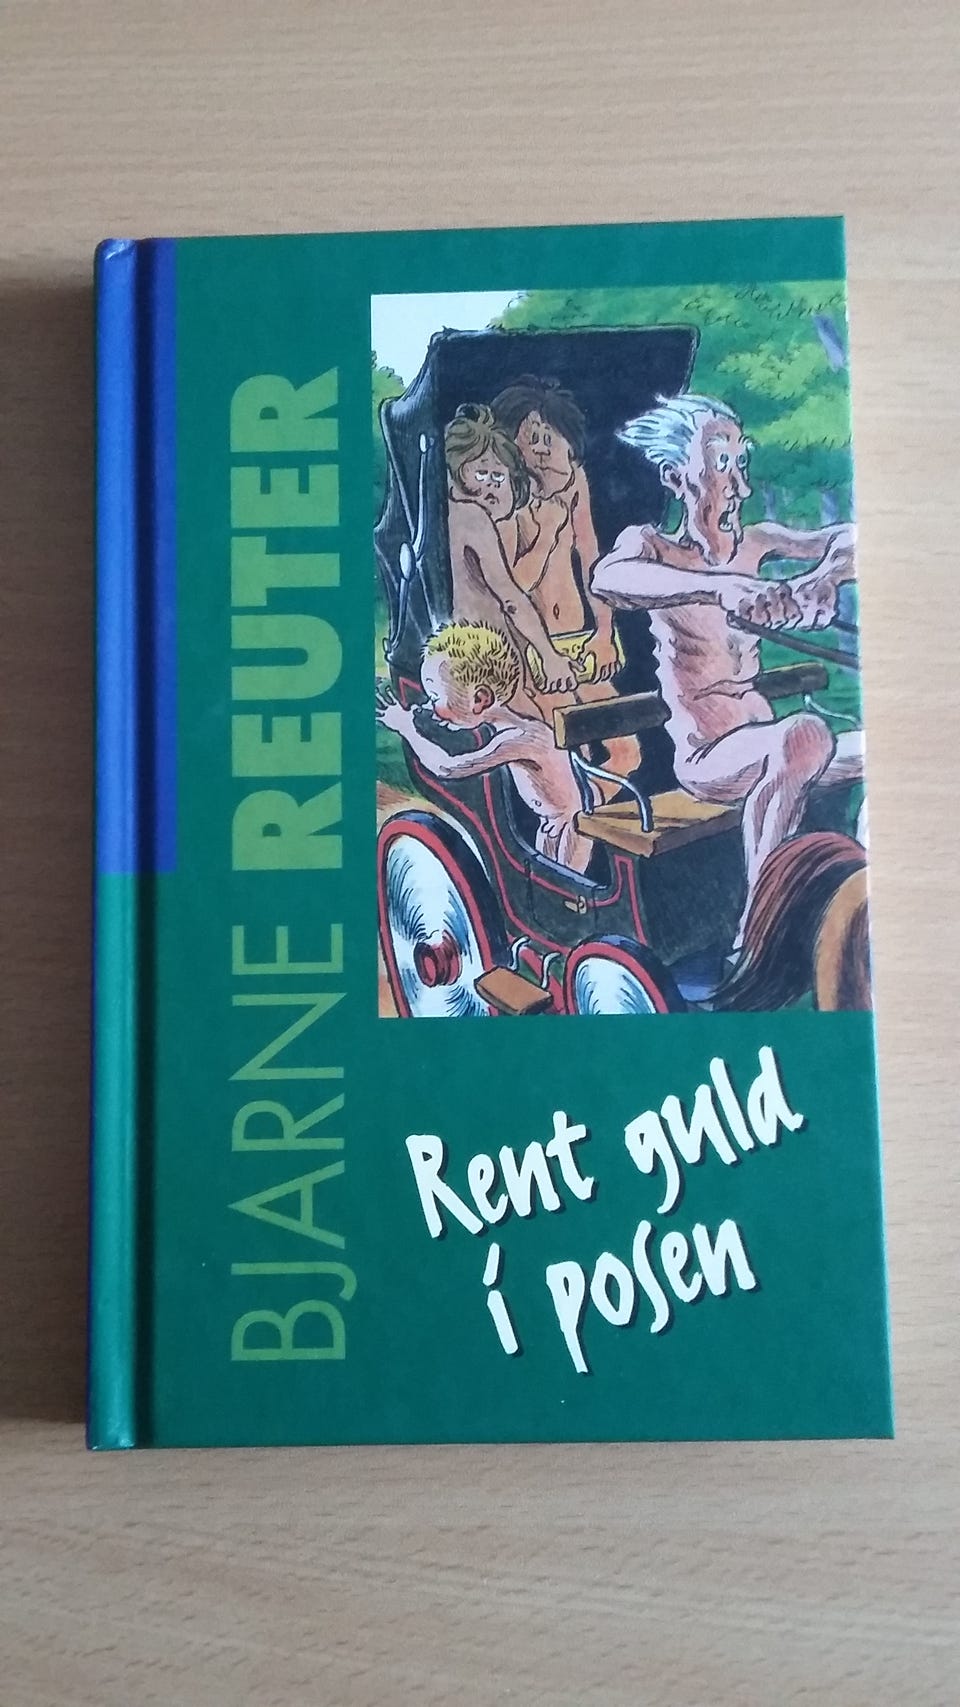 BJARNE REUTER
Rent guld
i posen